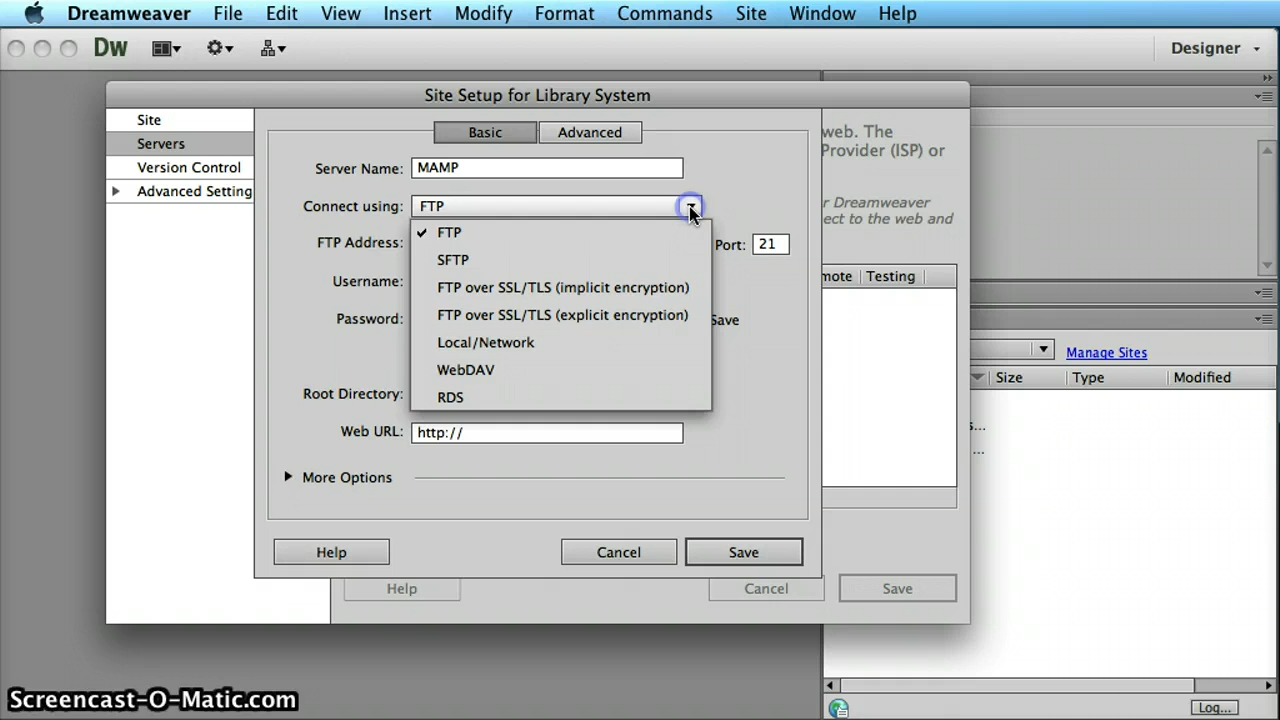 Dreamweaver File Edit View Insert Modify Format Commands Site Window Help
Dw Designer
Site Setup for Library System
Site
Servers
Version Control
Advanced Setting
Basic Advanced
Server Name: MAMP
Connect using: FTP
FTP Address:
Port: 21
Username:
Password:
Save
Root Directory:
Web URL: http://
FTP
SFTP
FTP over SSL/TLS (implicit encryption)
FTP over SSL/TLS (explicit encryption)
Local/Network
WebDAV
RDS
More Options
Help Cancel Save
web. The
Provider (ISP) or
r Dreamweaver
ect to the web and
mote Testing
Help Cancel Save
Manage Sites
Size Type Modified
s...
...
Log...
Screencast-O-Matic.com